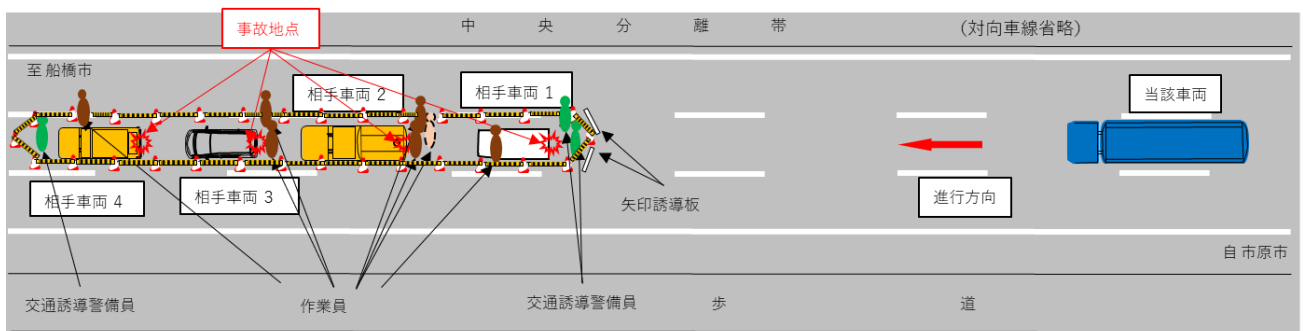 事故地点
中央分離帯
(対向車線省略)
至 船橋市
相手車両 2
相手車両 1
当該車両
相手車両 4
相手車両 3
矢印誘導板
進行方向
自 市原市
交通誘導警備員
作業員
交通誘導警備員
歩道